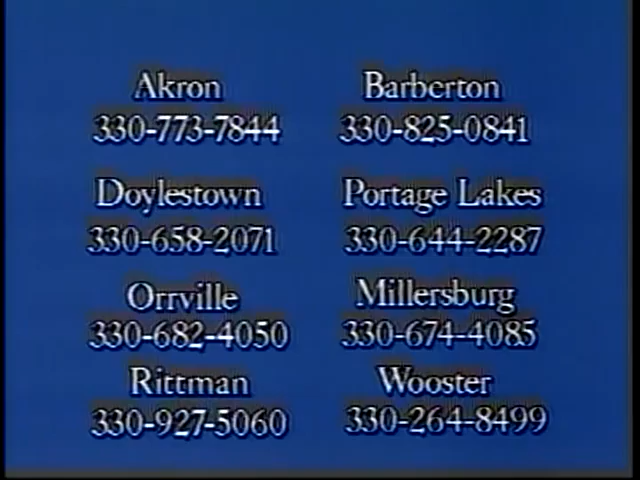 Akron
330-773-7844
Barberton
330-825-0841
Doylestown
330-658-2071
Portage Lakes
330-644-2287
Orrville
330-682-4050
Millersburg
330-674-4085
Rittman
330-927-5060
Wooster
330-264-8499